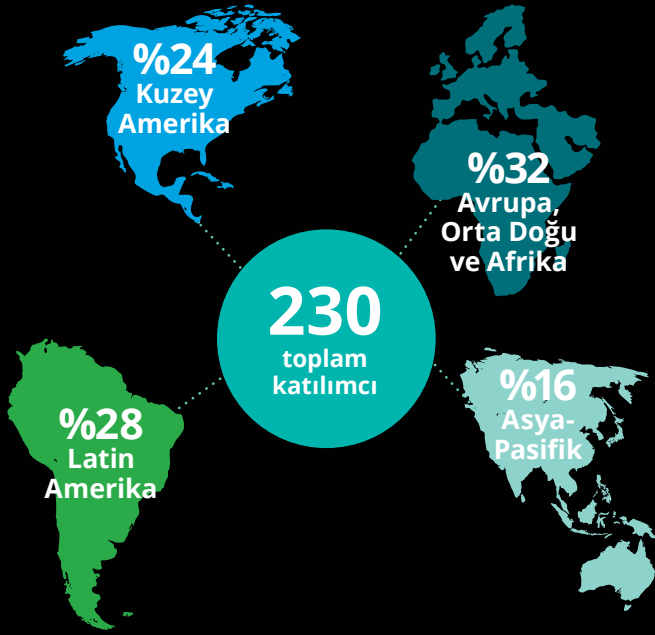 %24
Kuzey
Amerika
%32
Avrupa,
Orta Doğu
ve Afrika
230
toplam
katılımcı
%28
Latin
Amerika
%16
Asya-
Pasifik